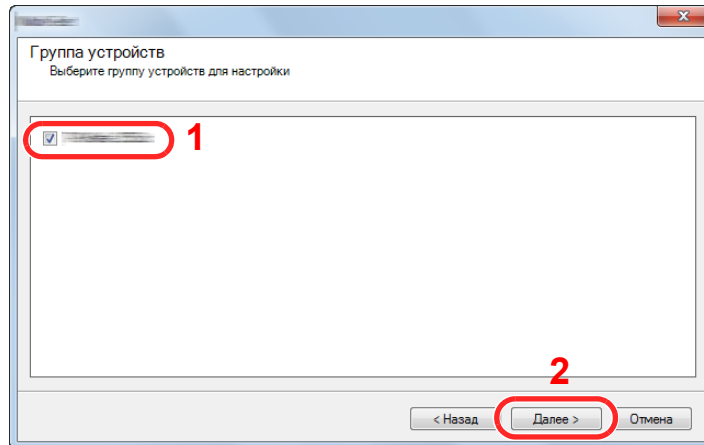 Группа устройств
Выберите группу устройств для настройки
1
2
< Назад
Далее >
Отмена